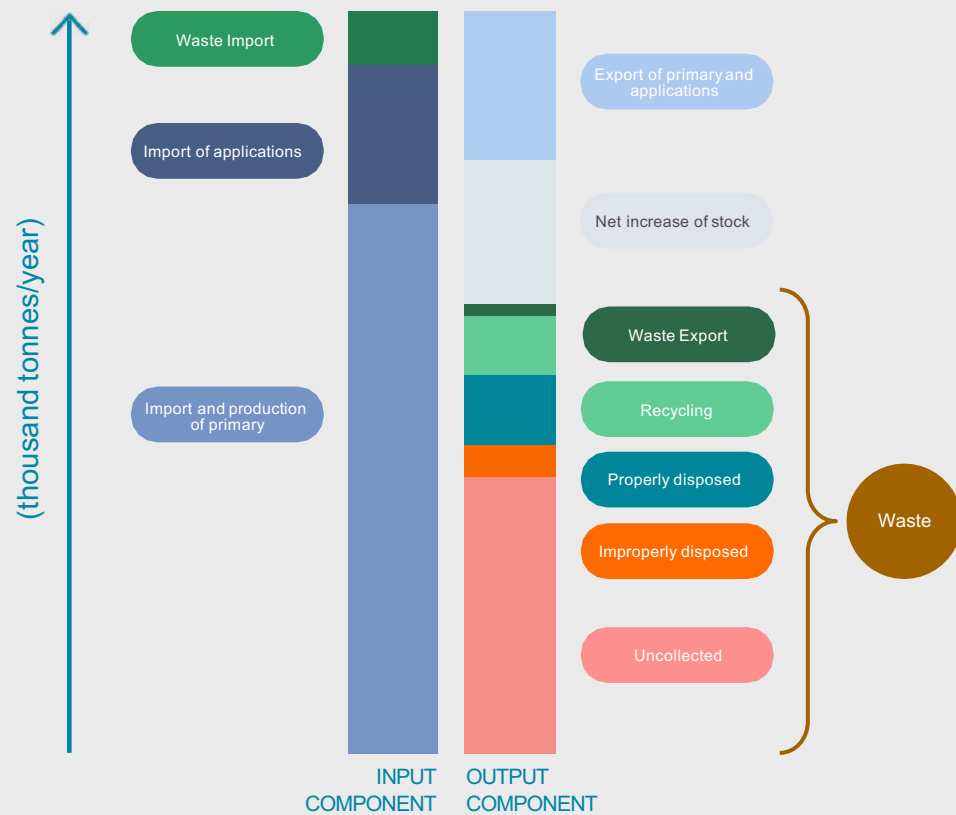 (thousand tonnes/year)
Waste Import
Import of applications
Import and production
of primary
Export of primary and
applications
Net increase of stock
Waste Export
Recycling
Properly disposed
Improperly disposed
Uncollected
Waste
INPUT
COMPONENT
OUTPUT
COMPONENT